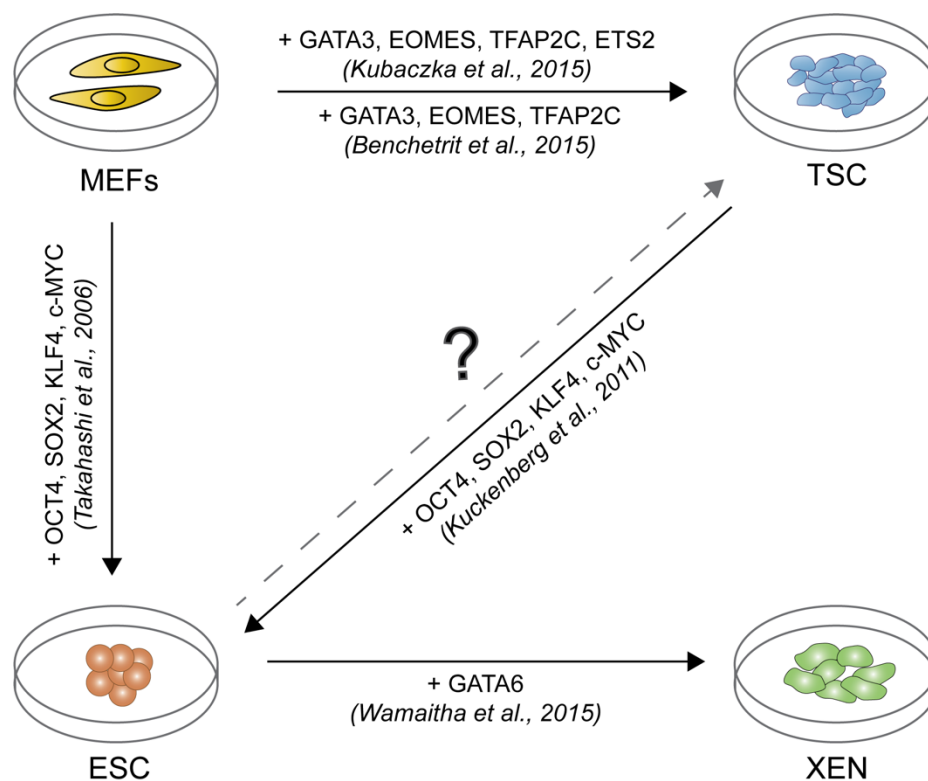 + GATA3, EOMES, TFAP2C, ETS2
(Kubaczka et al., 2015)
+ GATA3, EOMES, TFAP2C
(Benchetrit et al., 2015)
MEFs
TSC
+ OCT4, SOX2, KLF4, c-MYC
(Takahashi et al., 2006)
?
+ OCT4, SOX2, KLF4, c-MYC
(Kuckenberg et al., 2011)
+ GATA6
(Wamaitha et al., 2015)
ESC
XEN